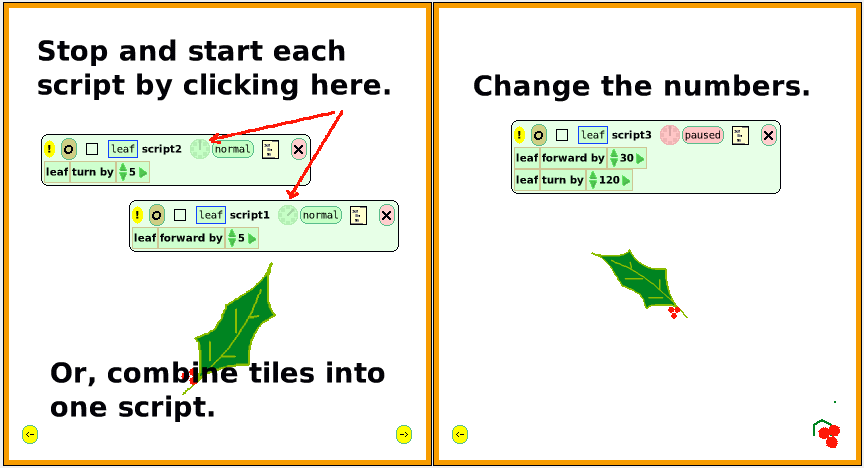 Stop and start each
script by clicking here.
! leaf script2 normal
leaf turn by 5
! leaf script1 normal
leaf forward by 5
Or, combine tiles into
one script.
<- ->
Change the numbers.
! leaf script3 paused
leaf forward by 30
leaf turn by 120
<-